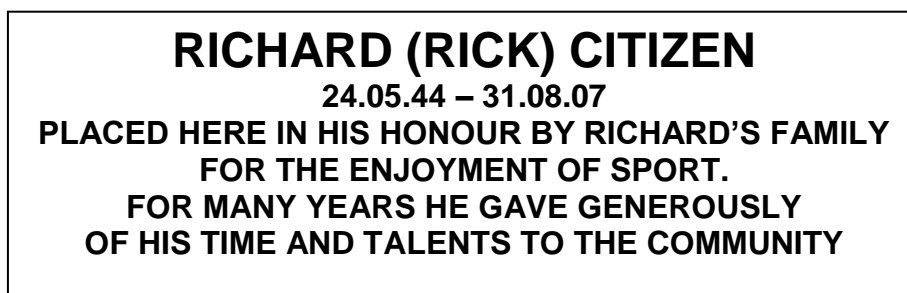 RICHARD (RICK) CITIZEN
24.05.44 – 31.08.07
PLACED HERE IN HIS HONOUR BY RICHARD’S FAMILY
FOR THE ENJOYMENT OF SPORT.
FOR MANY YEARS HE GAVE GENEROUSLY
OF HIS TIME AND TALENTS TO THE COMMUNITY